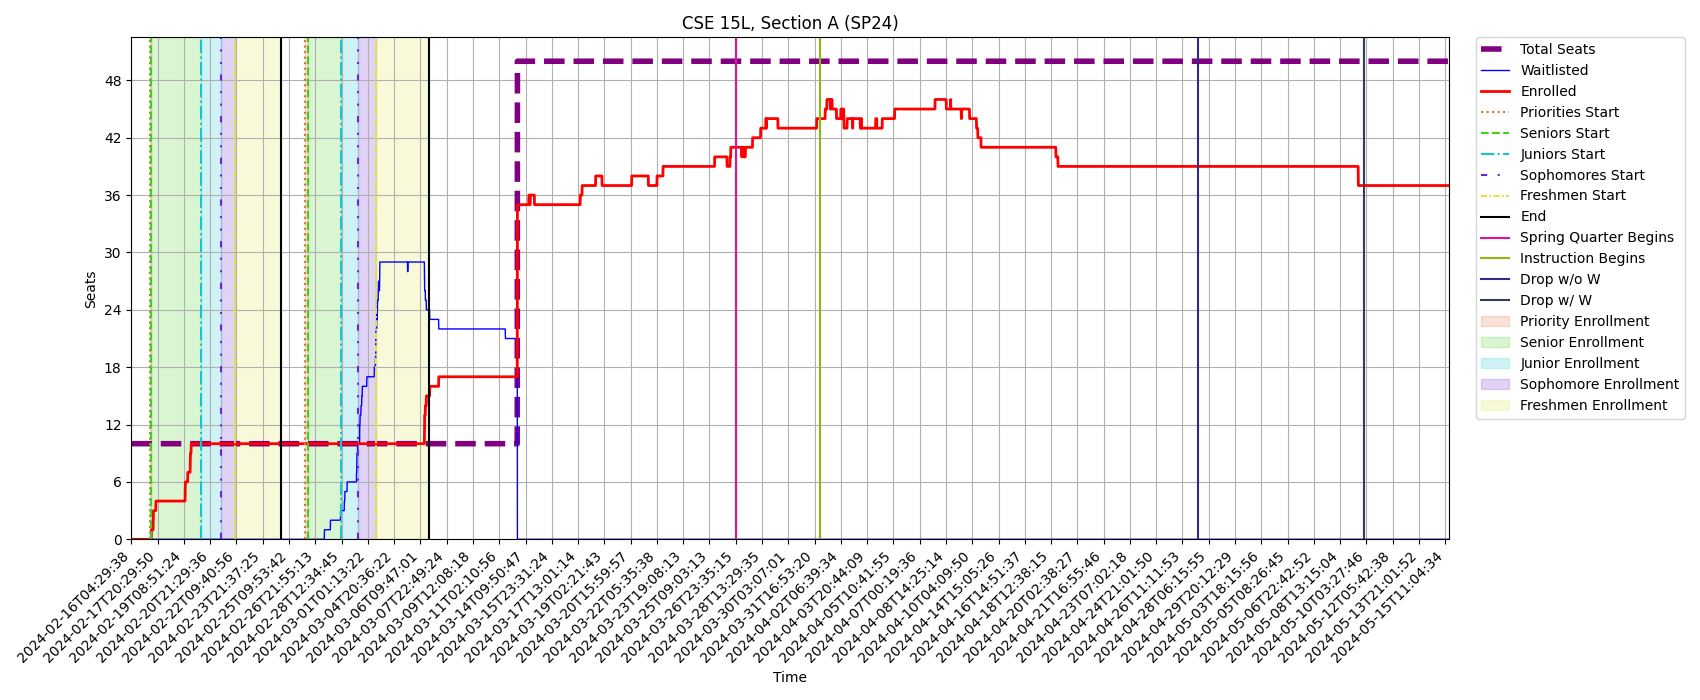 CSE 15L, Section A (SP24)
Total Seats
Waitlisted
Enrolled
Priorities Start
Seniors Start
Juniors Start
Sophomores Start
Freshmen Start
End
Spring Quarter Begins
Instruction Begins
Drop w/o W
Drop w/ W
Priority Enrollment
Senior Enrollment
Junior Enrollment
Sophomore Enrollment
Freshmen Enrollment
Seats
48
42
36
30
24
18
12
6
0
2024-02-16T04:29:38
2024-02-17T20:29:50
2024-02-19T08:51:24
2024-02-20T21:29:36
2024-02-22T09:40:56
2024-02-23T21:37:25
2024-02-25T09:53:42
2024-02-26T21:55:13
2024-02-28T12:34:45
2024-03-01T01:13:22
2024-03-04T20:36:22
2024-03-06T09:47:01
2024-03-07T22:49:24
2024-03-09T12:08:18
2024-03-11T02:10:56
2024-03-14T09:50:47
2024-03-15T23:31:24
2024-03-17T13:01:14
2024-03-19T02:21:43
2024-03-20T15:59:57
2024-03-22T05:35:38
2024-03-23T19:08:13
2024-03-25T09:03:13
2024-03-26T23:35:15
2024-03-28T13:29:35
2024-03-30T03:07:01
2024-03-31T16:53:20
2024-04-02T06:39:34
2024-04-03T20:44:09
2024-04-05T10:41:55
2024-04-07T00:19:36
2024-04-08T14:25:14
2024-04-10T04:09:50
2024-04-14T15:05:26
2024-04-16T14:51:37
2024-04-18T12:38:15
2024-04-20T02:38:27
2024-04-21T16:55:46
2024-04-23T07:02:18
2024-04-24T21:01:50
2024-04-26T11:11:53
2024-04-28T06:15:55
2024-04-29T20:12:29
2024-05-03T18:15:56
2024-05-05T08:26:45
2024-05-06T22:42:52
2024-05-08T13:15:04
2024-05-10T03:27:46
2024-05-12T05:42:38
2024-05-13T21:01:52
2024-05-15T11:04:34
Time